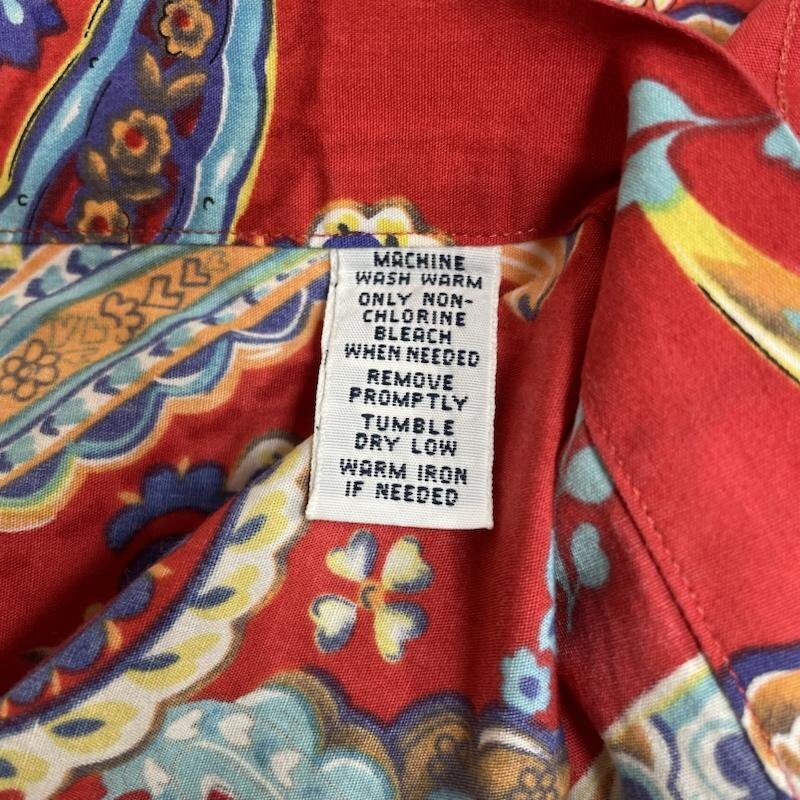 MACHINE
WASH WARM
ONLY NON-
CHLORINE
BLEACH
WHEN NEEDED
REMOVE
PROMPTLY
TUMBLE
DRY LOW
WARM IRON
IF NEEDED